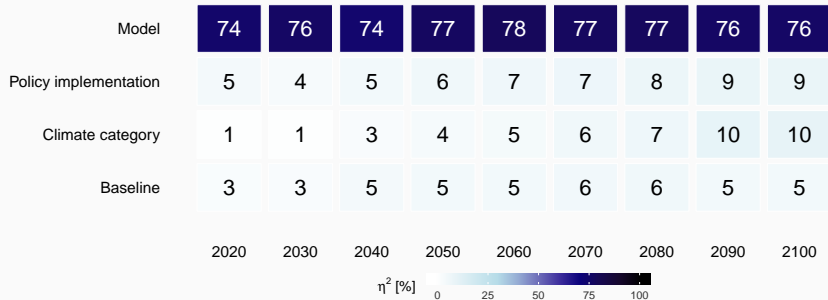 Model 74 76 74 77 78 77 77 76 76
Policy implementation 5 4 5 6 7 7 8 9 9
Climate category 1 1 3 4 5 6 7 10 10
Baseline 3 3 5 5 5 6 6 5 5
2020 2030 2040 2050 2060 2070 2080 2090 2100
η² [%]
0 25 50 75 100